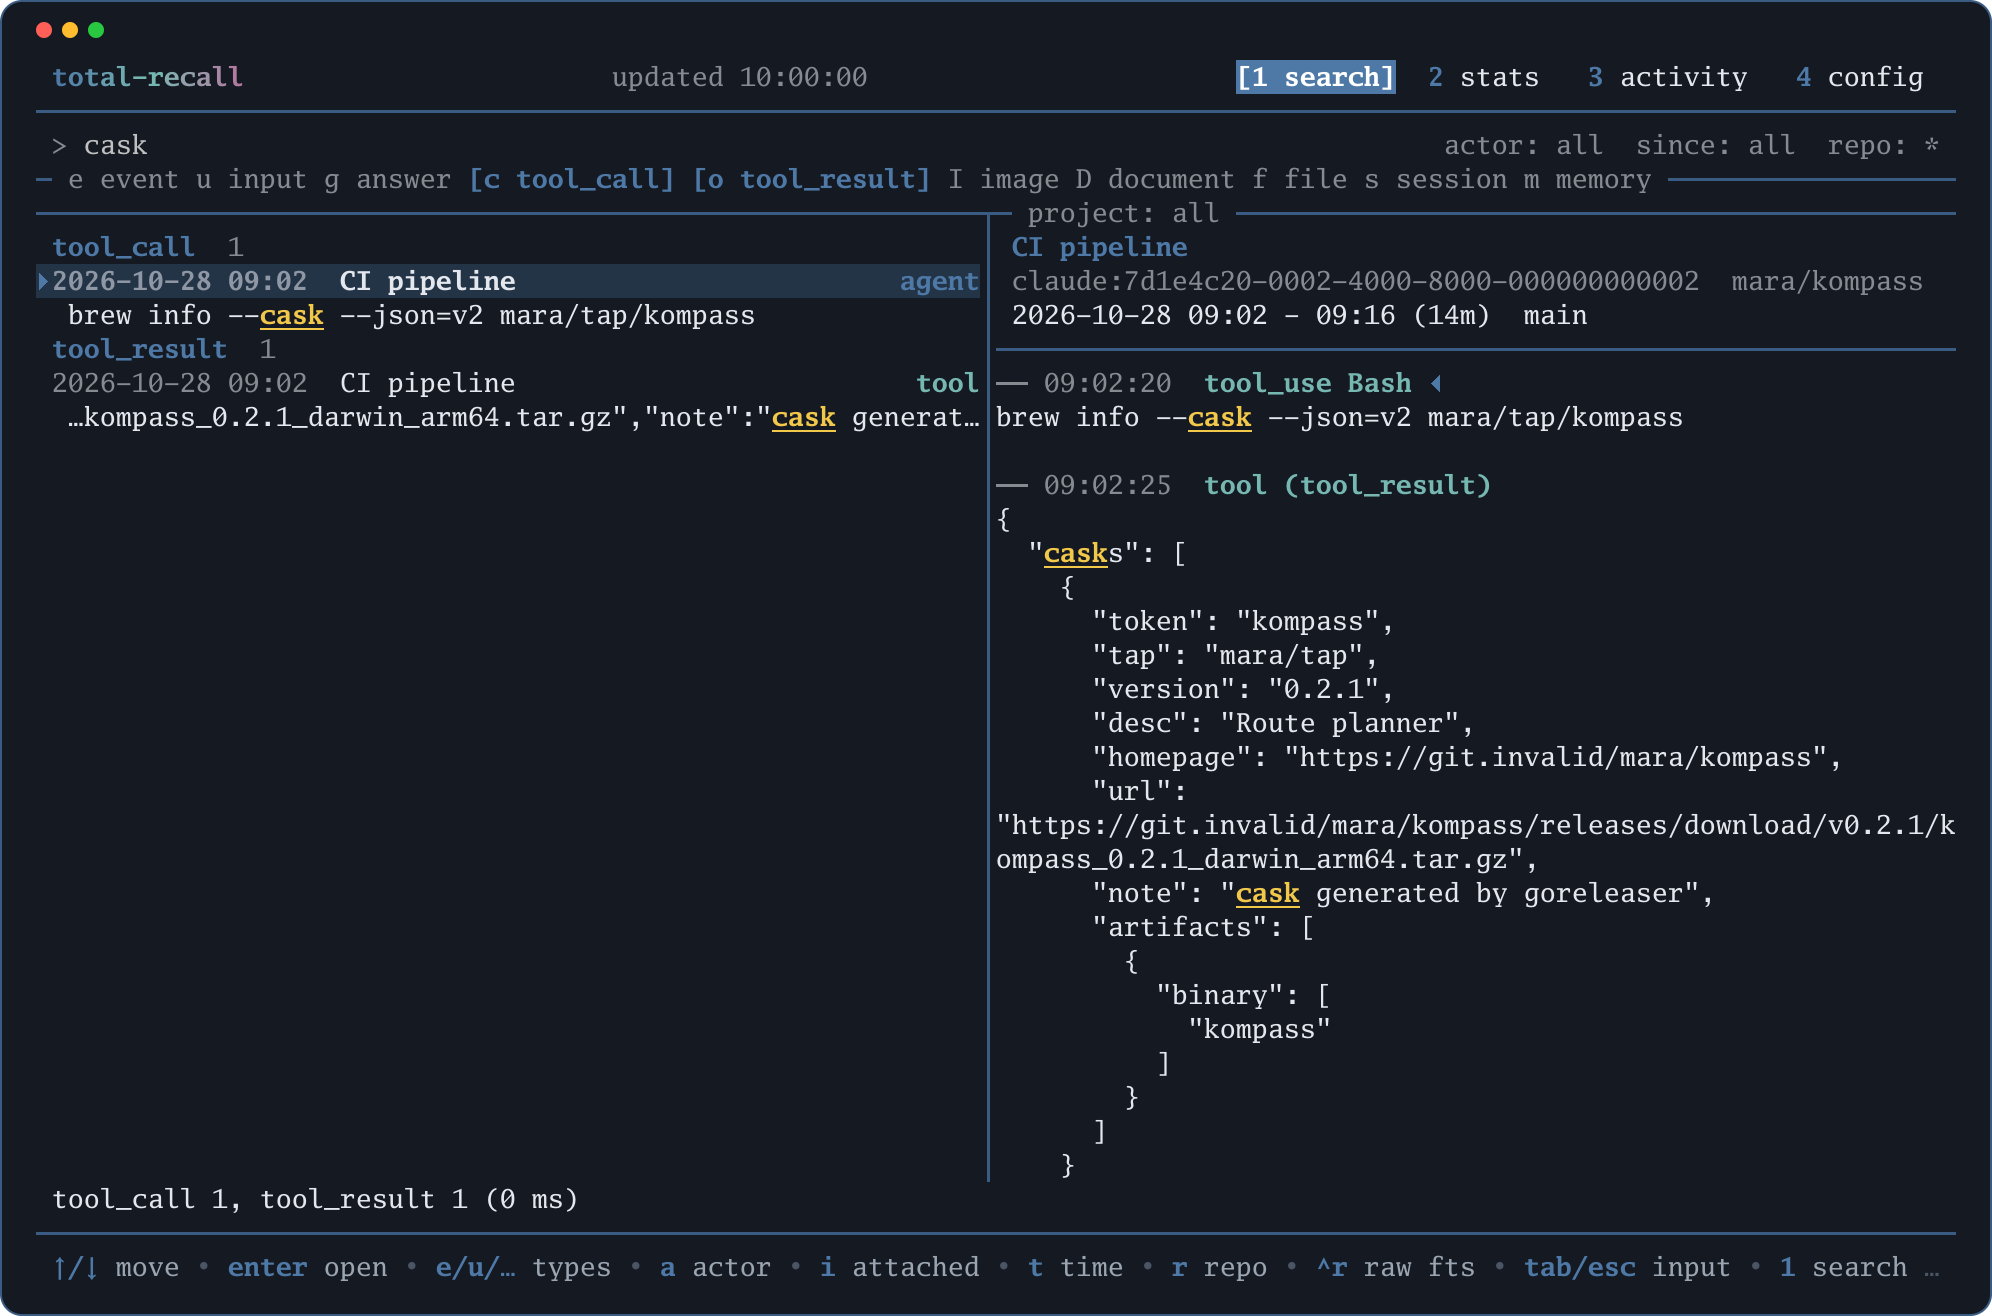 total-recall updated 10:00:00 [1 search] 2 stats 3 activity 4 config
> cask actor: all since: all repo: *
e event u input g answer [c tool_call] [o tool_result] I image D document f file s session m memory
project: all
tool_call 1
2026-10-28 09:02 CI pipeline agent
brew info --cask --json=v2 mara/tap/kompass
tool_result 1
2026-10-28 09:02 CI pipeline tool
…kompass_0.2.1_darwin_arm64.tar.gz","note":"cask generat…
CI pipeline
claude:7d1e4c20-0002-4000-8000-000000000002 mara/kompass
2026-10-28 09:02 - 09:16 (14m) main
── 09:02:20 tool_use Bash
brew info --cask --json=v2 mara/tap/kompass
── 09:02:25 tool (tool_result)
{
"casks": [
{
"token": "kompass",
"tap": "mara/tap",
"version": "0.2.1",
"desc": "Route planner",
"homepage": "https://git.invalid/mara/kompass",
"url":
"https://git.invalid/mara/kompass/releases/download/v0.2.1/k
ompass_0.2.1_darwin_arm64.tar.gz",
"note": "cask generated by goreleaser",
"artifacts": [
{
"binary": [
"kompass"
]
}
]
}
tool_call 1, tool_result 1 (0 ms)
↑/↓ move • enter open • e/u/… types • a actor • i attached • t time • r repo • ^r raw fts • tab/esc input • 1 search …